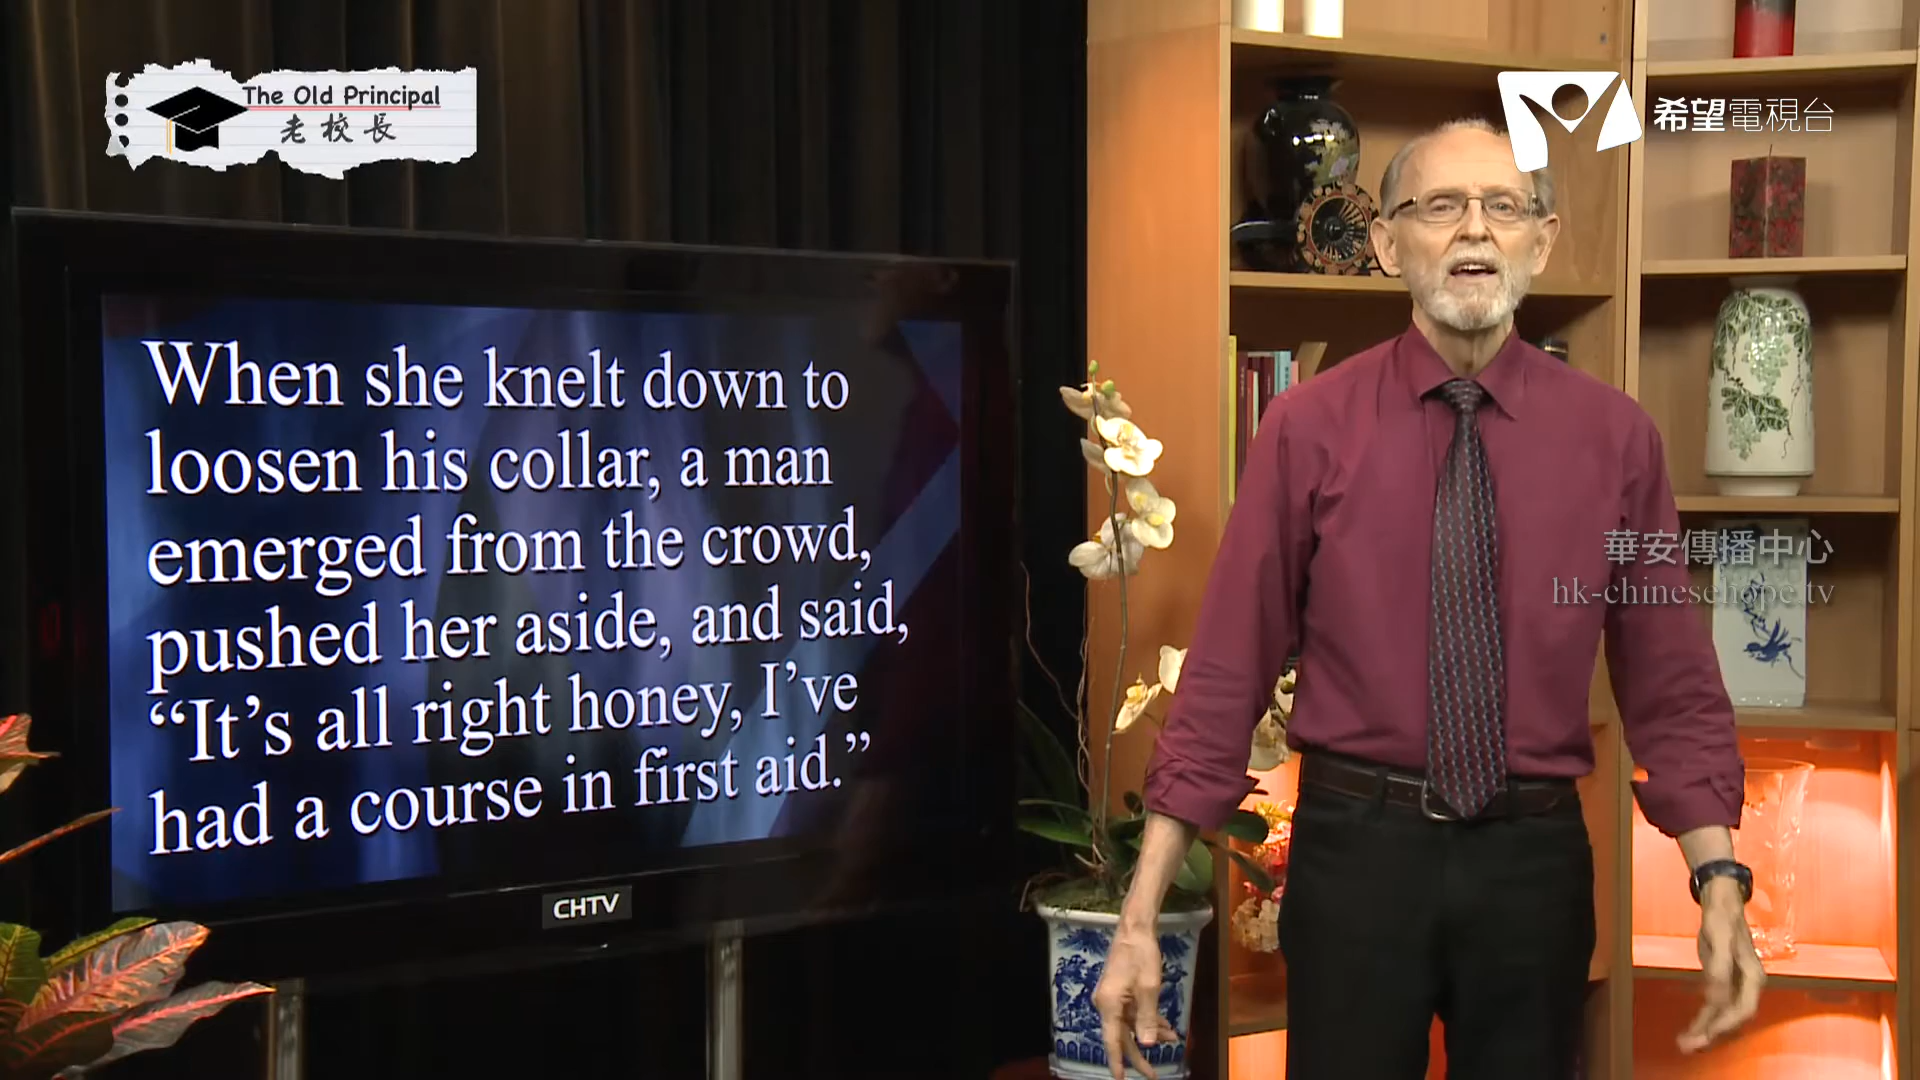 The Old Principal
老校長
希望電視台
When she knelt down to
loosen his collar, a man
emerged from the crowd,
pushed her aside, and said,
“It’s all right honey, I’ve
had a course in first aid.”
CHTV
華安傳播中心
hk-chinesehope.tv